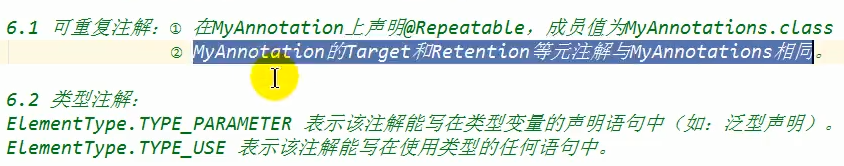 6.1 可重复注解：① 在MyAnnotation上声明@Repeatable，成员值为MyAnnotations.class
② MyAnnotation的Target和Retention等元注解与MyAnnotations相同。
6.2 类型注解：
ElementType.TYPE_PARAMETER 表示该注解能写在类型变量的声明语句中（如：泛型声明）。
ElementType.TYPE_USE 表示该注解能写在使用类型的任何语句中。